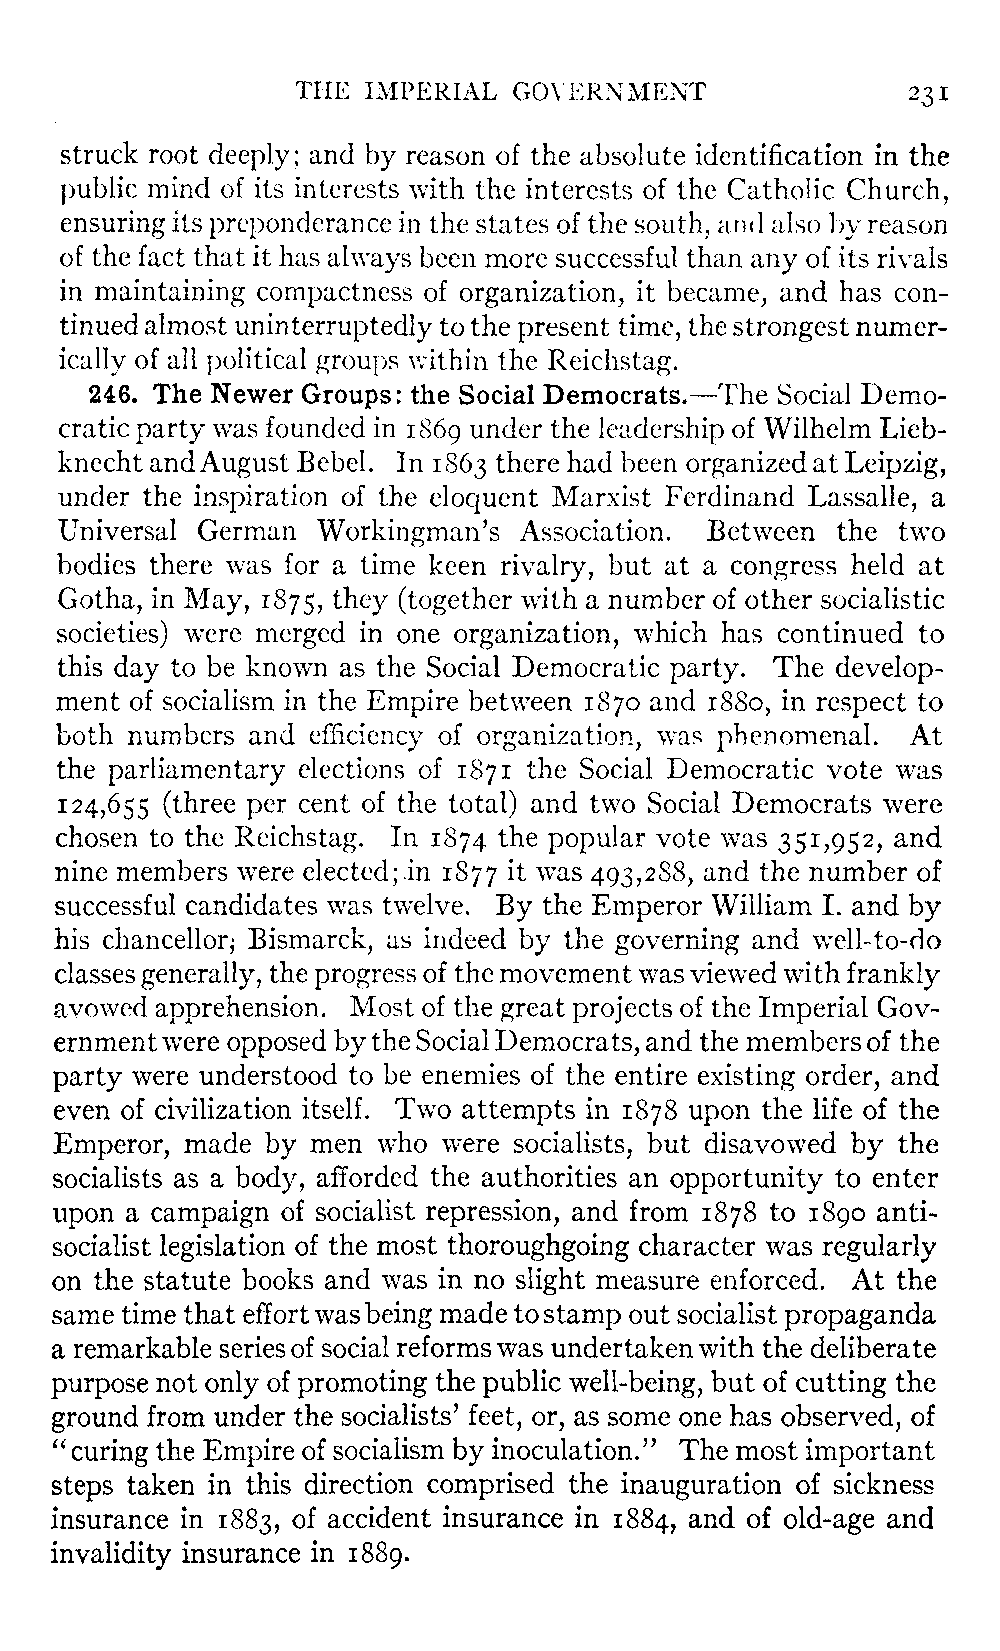 THE IMPERIAL GOVERNMENT 231
struck root deeply; and by reason of the absolute identification in the
public mind of its interests with the interests of the Catholic Church,
ensuring its preponderance in the states of the south, and also by reason
of the fact that it has always been more successful than any of its rivals
in maintaining compactness of organization, it became, and has con-
tinued almost uninterruptedly to the present time, the strongest numer-
ically of all political groups within the Reichstag.
246. The Newer Groups: the Social Democrats.—The Social Demo-
cratic party was founded in 1869 under the leadership of Wilhelm Lieb-
knecht and August Bebel. In 1863 there had been organized at Leipzig,
under the inspiration of the eloquent Marxist Ferdinand Lassalle, a
Universal German Workingman's Association. Between the two
bodies there was for a time keen rivalry, but at a congress held at
Gotha, in May, 1875, they (together with a number of other socialistic
societies) were merged in one organization, which has continued to
this day to be known as the Social Democratic party. The develop-
ment of socialism in the Empire between 1870 and 1880, in respect to
both numbers and efficiency of organization, was phenomenal. At
the parliamentary elections of 1871 the Social Democratic vote was
124,655 (three per cent of the total) and two Social Democrats were
chosen to the Reichstag. In 1874 the popular vote was 351,952, and
nine members were elected; in 1877 it was 493,288, and the number of
successful candidates was twelve. By the Emperor William I. and by
his chancellor, Bismarck, as indeed by the governing and well-to-do
classes generally, the progress of the movement was viewed with frankly
avowed apprehension. Most of the great projects of the Imperial Gov-
ernment were opposed by the Social Democrats, and the members of the
party were understood to be enemies of the entire existing order, and
even of civilization itself. Two attempts in 1878 upon the life of the
Emperor, made by men who were socialists, but disavowed by the
socialists as a body, afforded the authorities an opportunity to enter
upon a campaign of socialist repression, and from 1878 to 1890 anti-
socialist legislation of the most thoroughgoing character was regularly
on the statute books and was in no slight measure enforced. At the
same time that effort was being made to stamp out socialist propaganda
a remarkable series of social reforms was undertaken with the deliberate
purpose not only of promoting the public well-being, but of cutting the
ground from under the socialists' feet, or, as some one has observed, of
"curing the Empire of socialism by inoculation." The most important
steps taken in this direction comprised the inauguration of sickness
insurance in 1883, of accident insurance in 1884, and of old-age and
invalidity insurance in 1889.